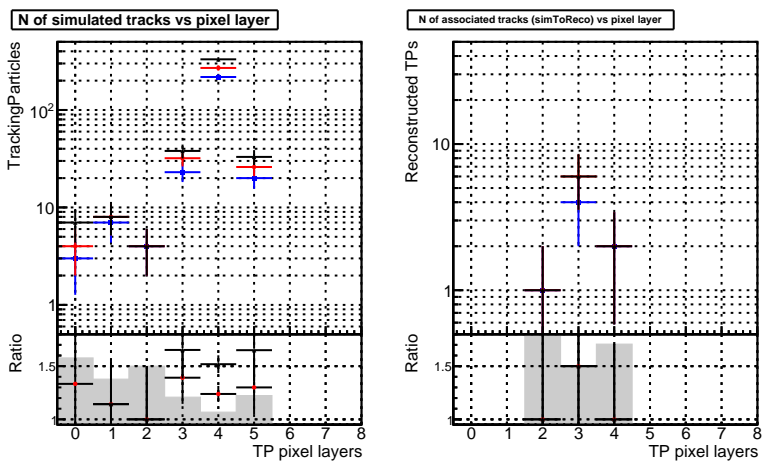 N of simulated tracks vs pixel layer
TrackingParticles
10²
10
1
Ratio
1.5
1
0 1 2 3 4 5 6 7 8
TP pixel layers
N of associated tracks (simToReco) vs pixel layer
Reconstructed TPs
10
1
Ratio
1.5
1
0 1 2 3 4 5 6 7 8
TP pixel layers